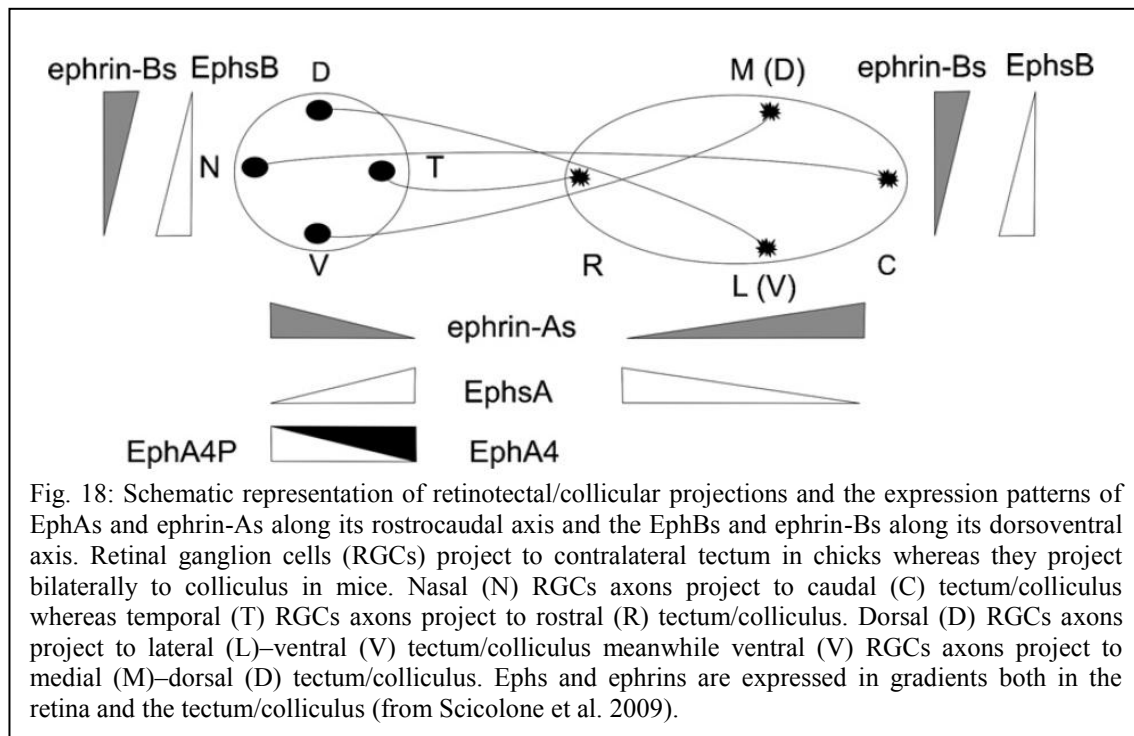 ephrin-Bs EphsB D M (D) ephrin-Bs EphsB
N T
V R L (V) C
ephrin-As
EphsA
EphA4P EphA4
Fig. 18: Schematic representation of retinotectal/collicular projections and the expression patterns of
EphAs and ephrin-As along its rostrocaudal axis and the EphBs and ephrin-Bs along its dorsoventral
axis. Retinal ganglion cells (RGCs) project to contralateral tectum in chicks whereas they project
bilaterally to colliculus in mice. Nasal (N) RGCs axons project to caudal (C) tectum/colliculus
whereas temporal (T) RGCs axons project to rostral (R) tectum/colliculus. Dorsal (D) RGCs axons
project to lateral (L)–ventral (V) tectum/colliculus meanwhile ventral (V) RGCs axons project to
medial (M)–dorsal (D) tectum/colliculus. Ephs and ephrins are expressed in gradients both in the
retina and the tectum/colliculus (from Scicolone et al. 2009).